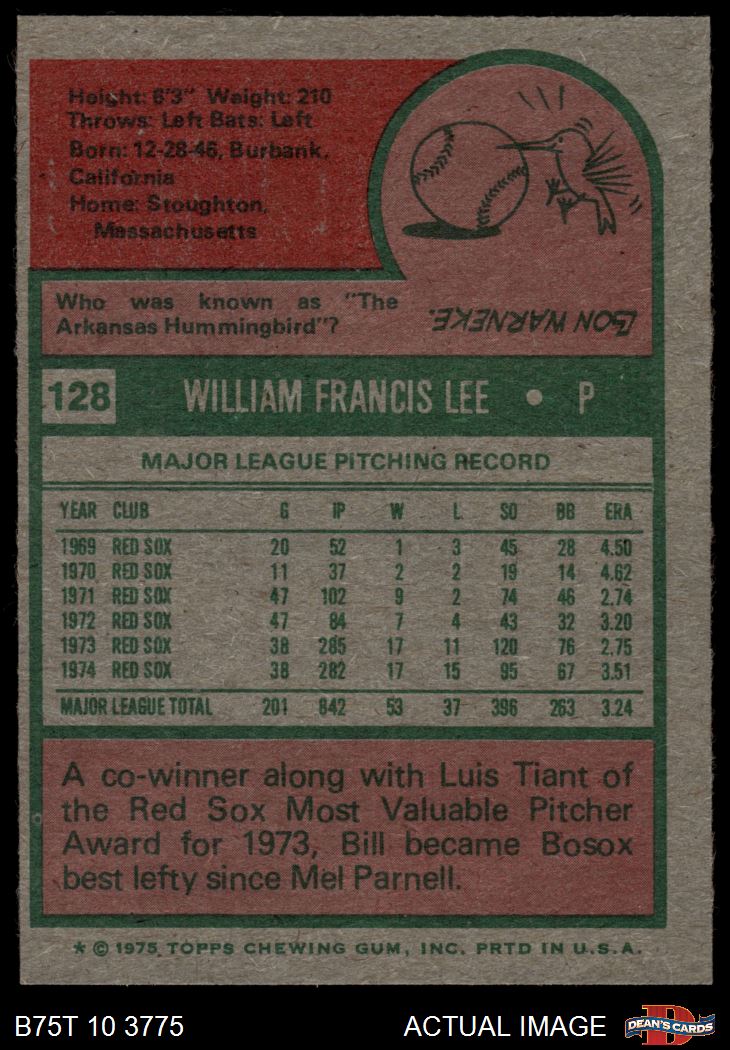 Height: 6'3" Weight: 210
Throws: Left Bats: Left
Born: 12-28-46, Burbank,
California
Home: Stoughton,
Massachusetts
Who was known as "The
Arkansas Hummingbird"?
LON WARNEKE.
128 WILLIAM FRANCIS LEE • P
MAJOR LEAGUE PITCHING RECORD
YEAR CLUB G IP W L SO BB ERA
1969 RED SOX 20 52 1 3 45 28 4.50
1970 RED SOX 11 37 2 2 19 14 4.62
1971 RED SOX 47 102 9 2 74 46 2.74
1972 RED SOX 47 84 7 4 43 32 3.20
1973 RED SOX 38 285 17 11 120 76 2.75
1974 RED SOX 38 282 17 15 95 67 3.51
MAJOR LEAGUE TOTAL 201 842 53 37 396 263 3.24
A co-winner along with Luis Tiant of
the Red Sox Most Valuable Pitcher
Award for 1973, Bill became Bosox
best lefty since Mel Parnell.
* © 1975 TOPPS CHEWING GUM, INC. PRTD IN U.S.A.
B75T 10 3775 ACTUAL IMAGE
D
DEAN'S CARDS